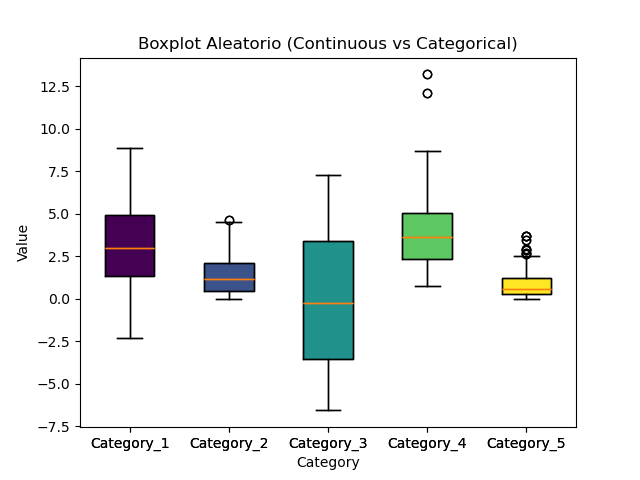 Boxplot Aleatorio (Continuous vs Categorical)
Value
12.5
10.0
7.5
5.0
2.5
0.0
−2.5
−5.0
−7.5
Category_1 Category_2 Category_3 Category_4 Category_5
Category